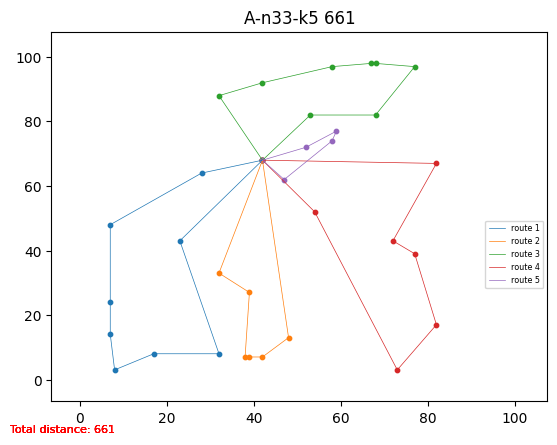 A-n33-k5 661
100
80
60
40
20
0
0 20 40 60 80 100
route 1
route 2
route 3
route 4
route 5
Total distance: 661